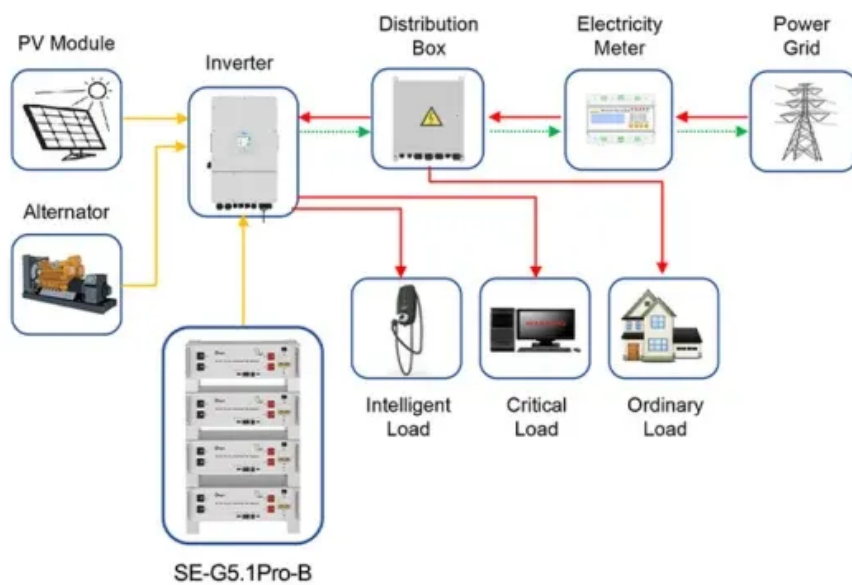 PV Module
Inverter
Distribution
Box
Electricity
Meter
Power
Grid
Alternator
Intelligent
Load
Critical
Load
Ordinary
Load
SE-G5.1Pro-B